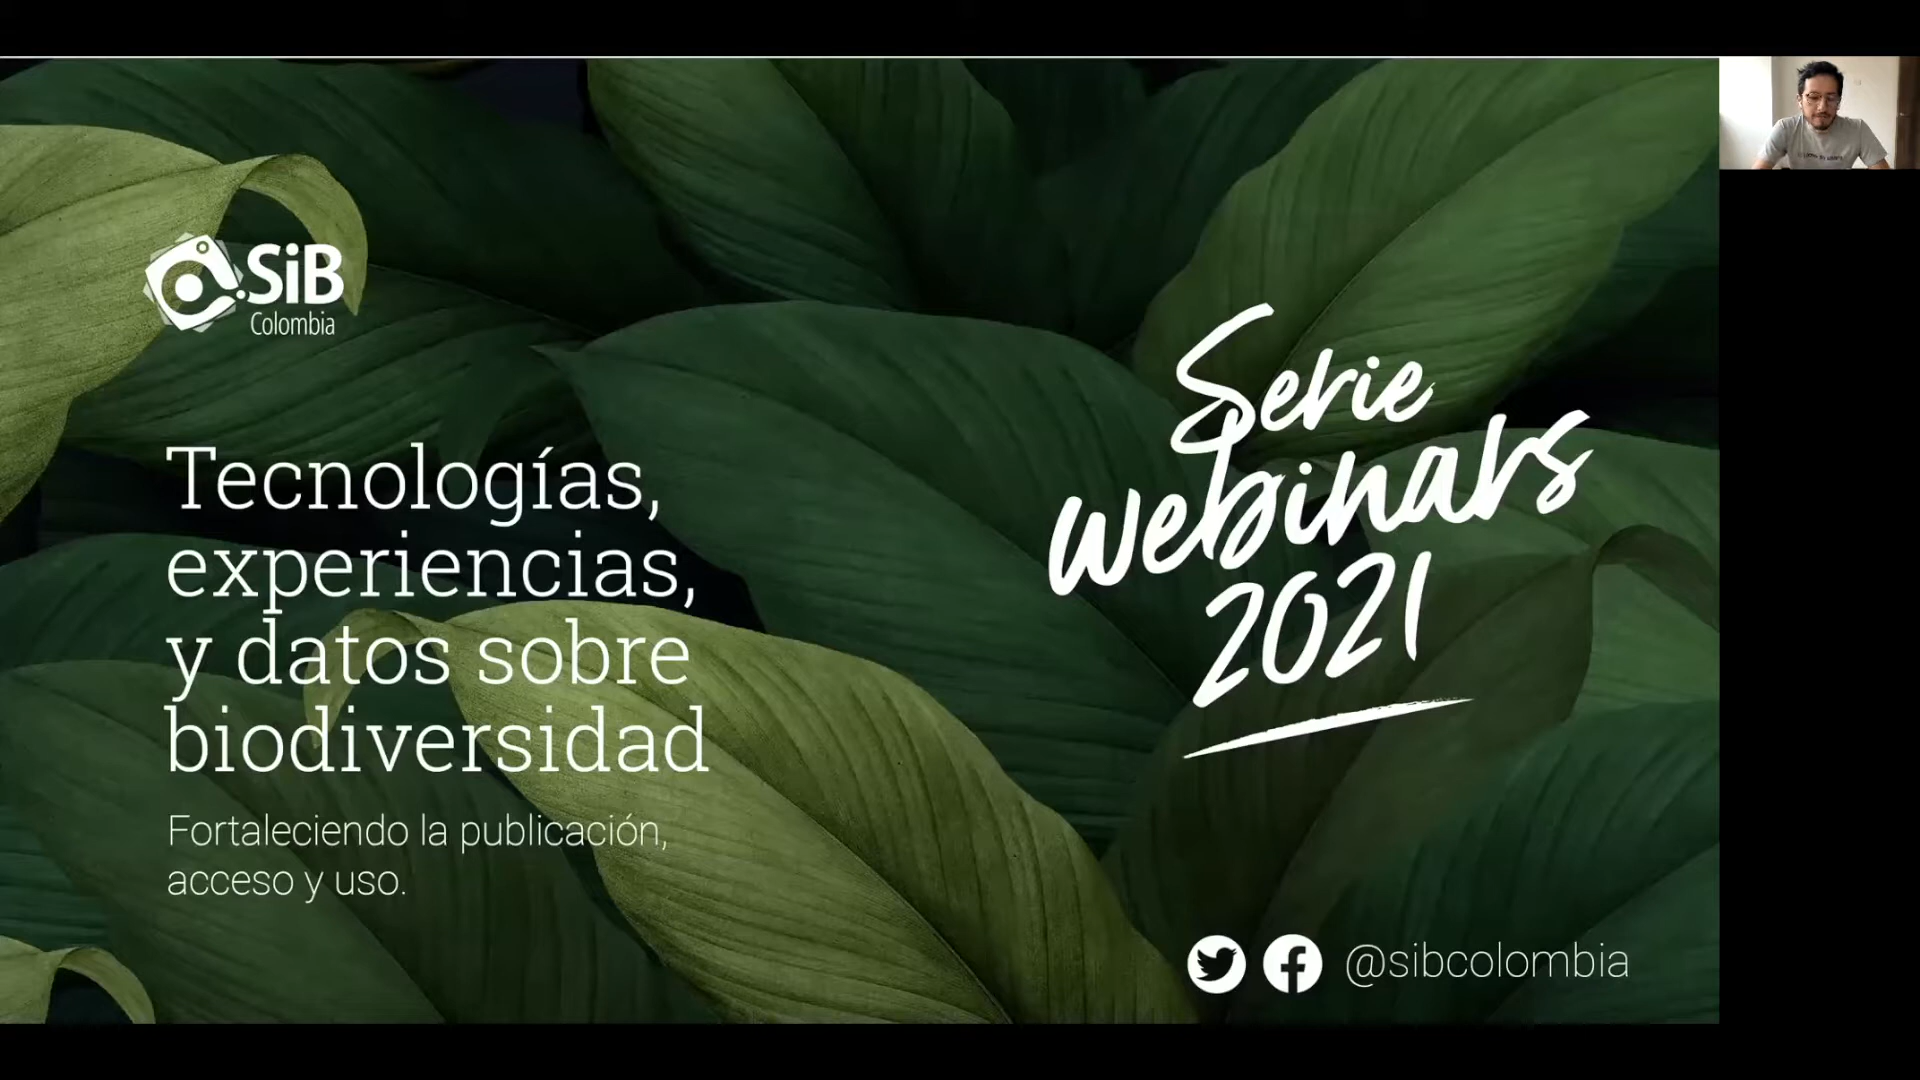 SiB
Colombia
Tecnologías,
experiencias,
y datos sobre
biodiversidad
Fortaleciendo la publicación,
acceso y uso.
Serie
webinars
2021
@sibcolombia